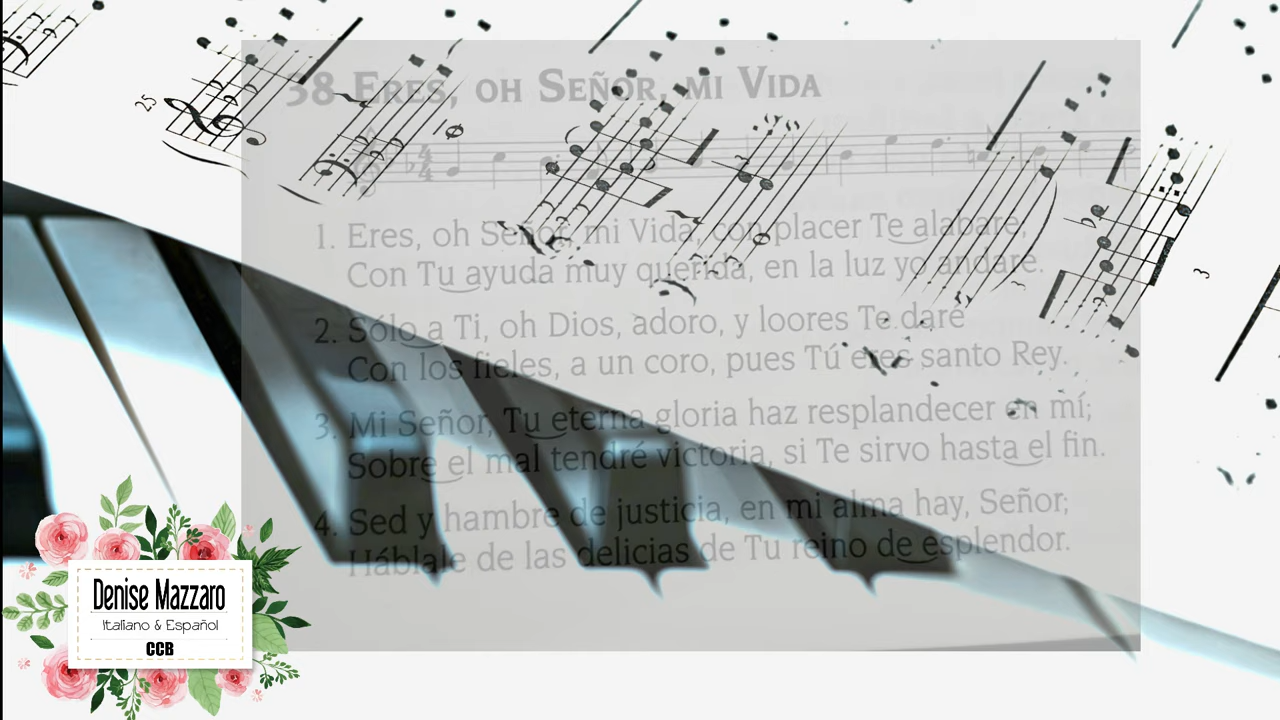 38 Eres, oh Señor, mi Vida
1. Eres, oh Señor, mi Vida, con placer Te alabaré,
Con Tu ayuda muy querida, en la luz yo andaré.
2. Sólo a Ti, oh Dios, adoro, y loores Te daré
Con los fieles, a un coro, pues Tú eres santo Rey.
3. Mi Señor, Tu eterna gloria haz resplandecer en mí;
Sobre el mal tendré victoria, si Te sirvo hasta el fin.
4. Sed y hambre de justicia, en mi alma hay, Señor;
Háblale de las delicias de Tu reino de esplendor.
Denise Mazzaro
Italiano & Español
CCB
25
3